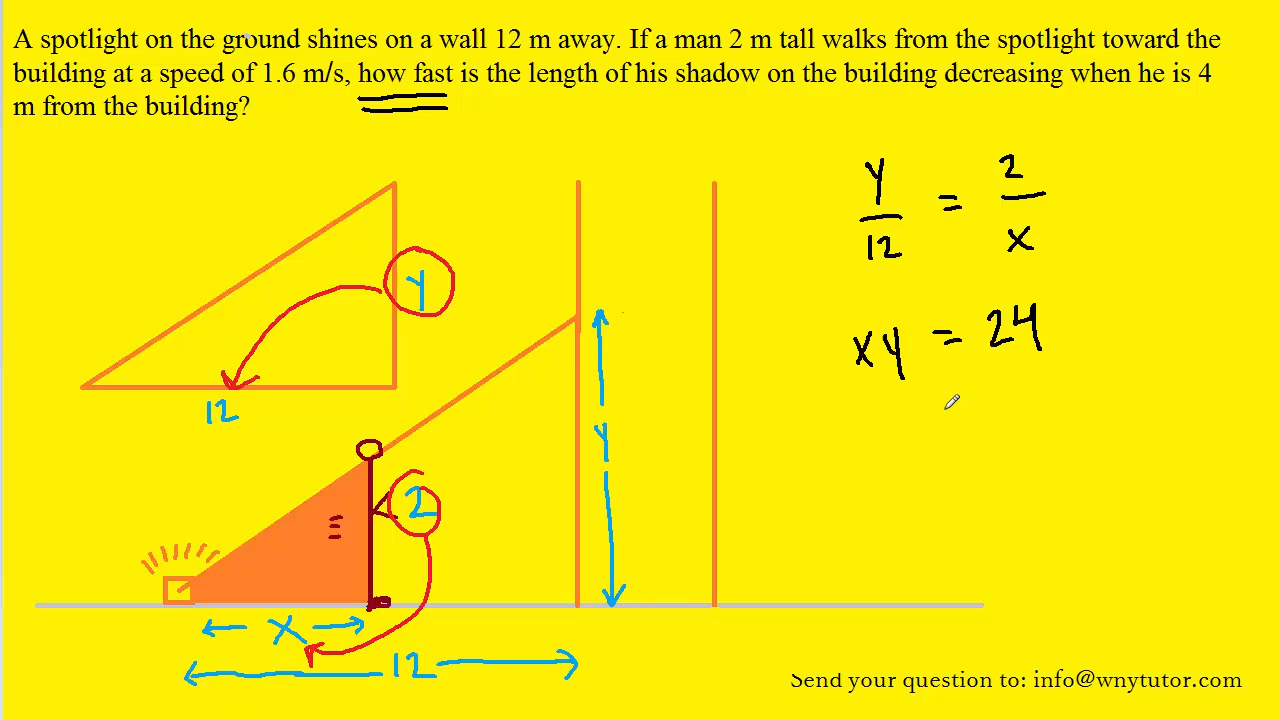 A spotlight on the ground shines on a wall 12 m away. If a man 2 m tall walks from the spotlight toward the
building at a speed of 1.6 m/s, how fast is the length of his shadow on the building decreasing when he is 4
m from the building?
y/12 = 2/x
xy = 24
y
12
y
2
x
12
Send your question to: info@wnytutor.com